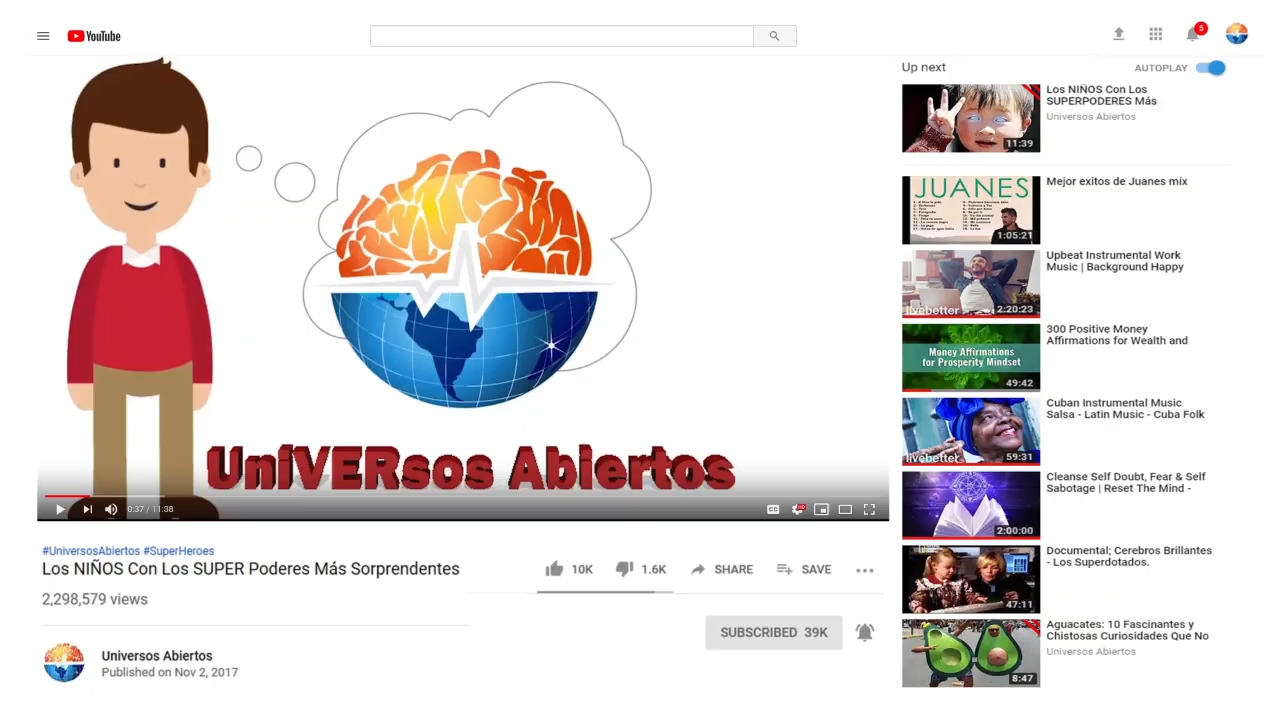 YouTube
5
Up next
AUTOPLAY
Los NIÑOS Con Los
SUPERPODERES Más
Universos Abiertos
11:39
JUANES
1:05:21
Mejor exitos de Juanes mix
Upbeat Instrumental Work
Music | Background Happy
livebetter
2:20:23
300 Positive Money
Affirmations for Wealth and
Money Affirmations
for Prosperity Mindset
49:42
Cuban Instrumental Music
Salsa - Latin Music - Cuba Folk
livebetter
59:31
Cleanse Self Doubt, Fear & Self
Sabotage | Reset The Mind -
2:00:00
Documental; Cerebros Brillantes
- Los Superdotados.
47:11
Aguacates: 10 Fascinantes y
Chistosas Curiosidades Que No
Universos Abiertos
8:47
UniVERsos Abiertos
0:37 / 11:38
CC
HD
#UniversosAbiertos #SuperHeroes
Los NIÑOS Con Los SUPER Poderes Más Sorprendentes
10K
1.6K
SHARE
SAVE
2,298,579 views
SUBSCRIBED 39K
Universos Abiertos
Published on Nov 2, 2017